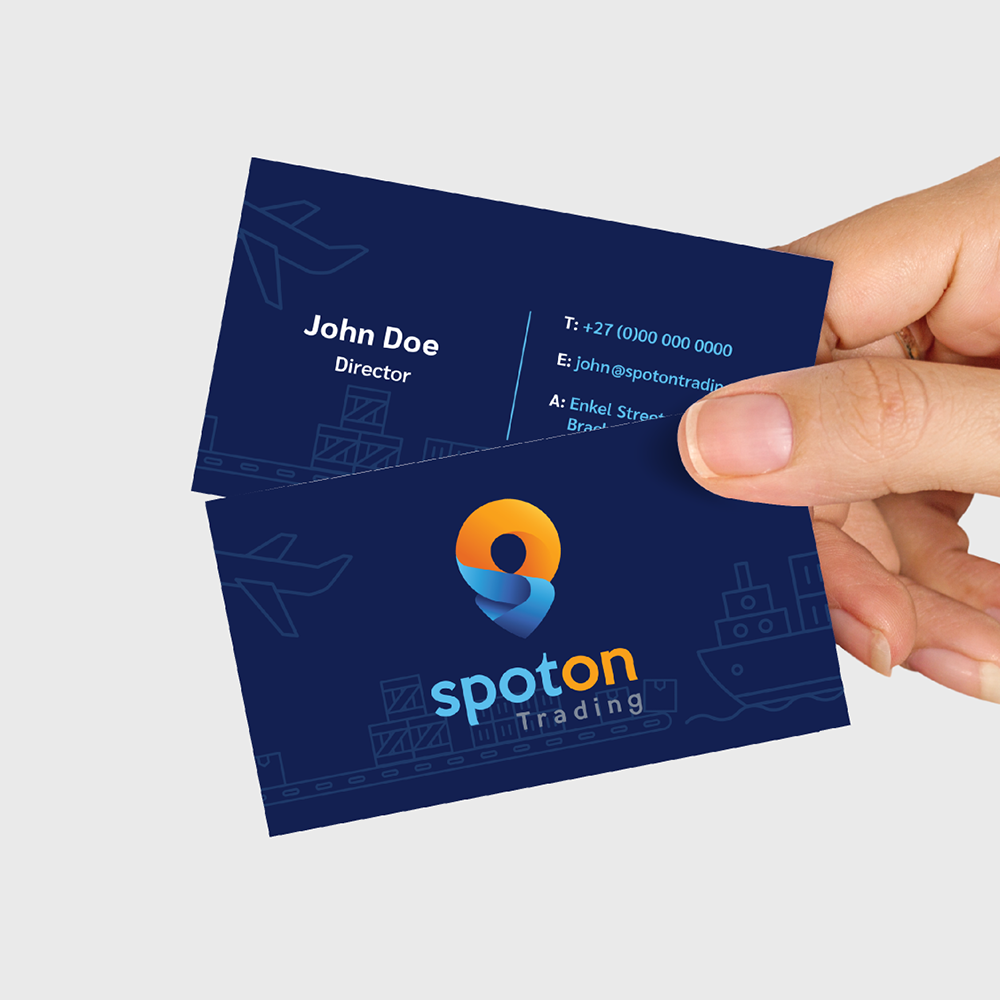 John Doe
Director
T: +27 (0)00 000 0000
E: john@spotontradin
A: Enkel Street
spoton
Trading